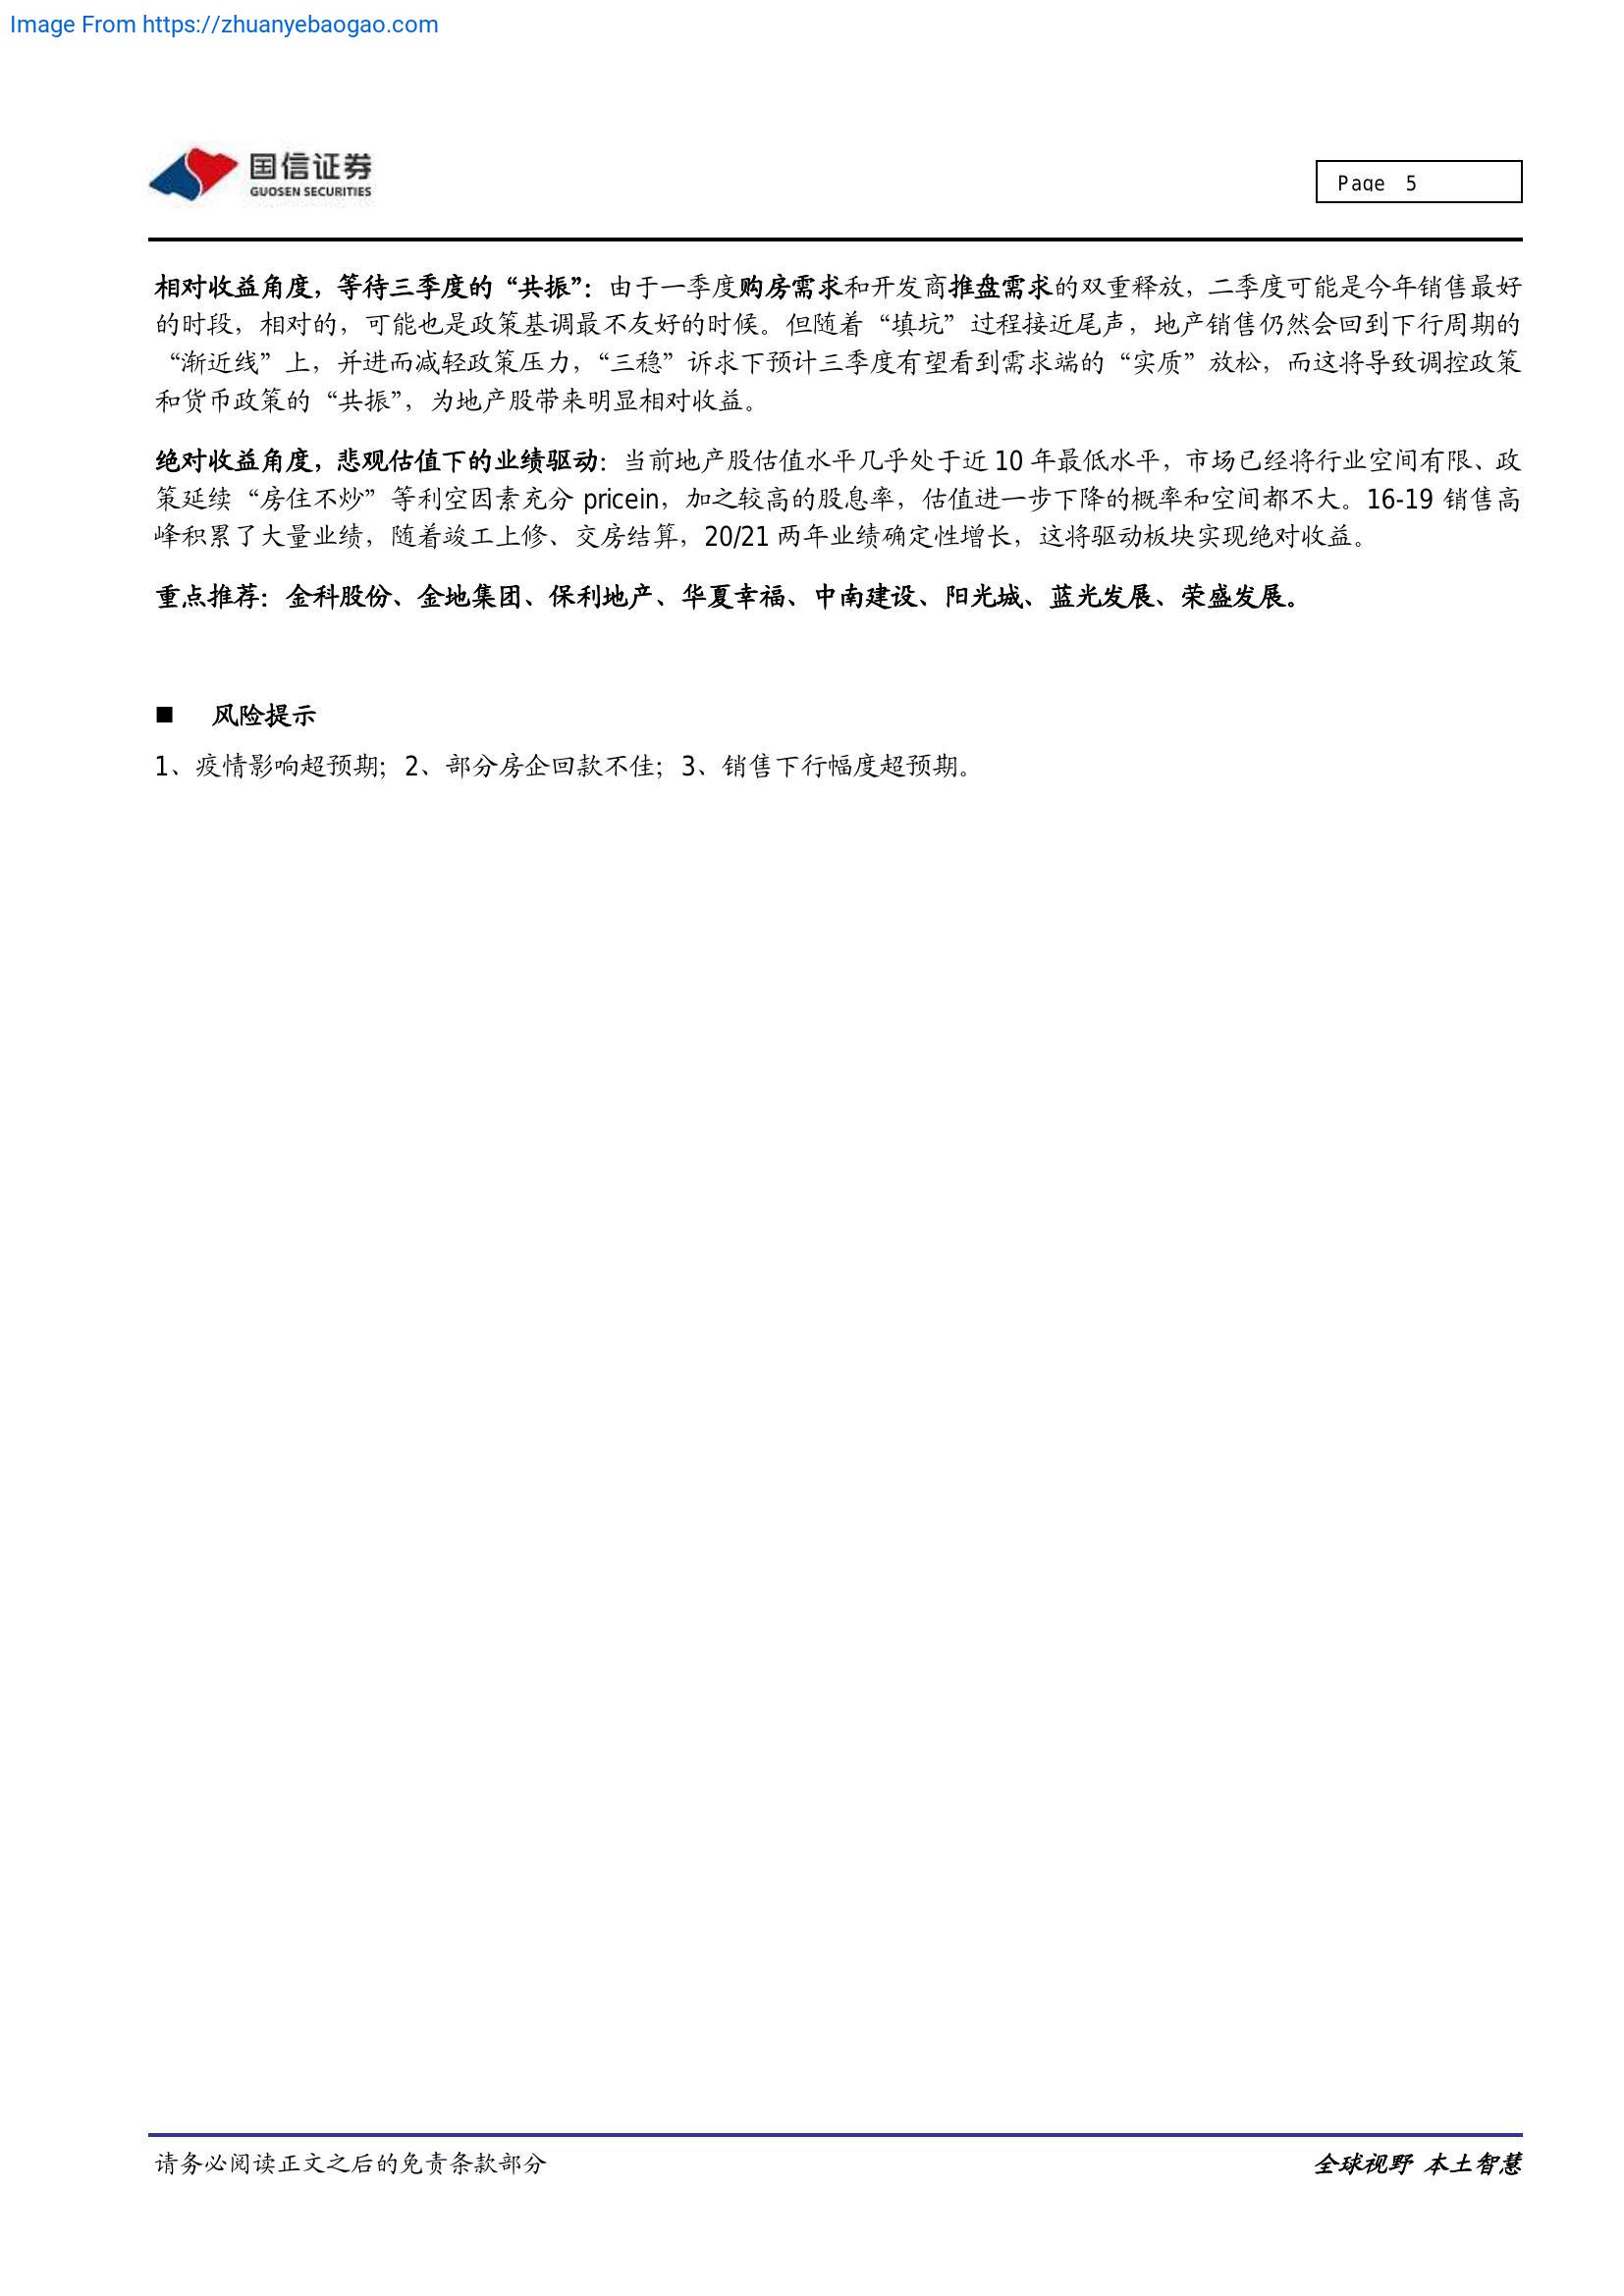 Image From https://zhuanyebaogao.com
国信证券
GUOSEN SECURITIES
Page 5
相对收益角度，等待三季度的“共振”：由于一季度购房需求和开发商推盘需求的双重释放，二季度可能是今年销售最好
的时段，相对的，可能也是政策基调最不友好的时候。但随着“填坑”过程接近尾声，地产销售仍然会回到下行周期的
“渐近线”上，并进而减轻政策压力，“三稳”诉求下预计三季度有望看到需求端的“实质”放松，而这将导致调控政策
和货币政策的“共振”，为地产股带来明显相对收益。
绝对收益角度，悲观估值下的业绩驱动：当前地产股估值水平几乎处于近 10 年最低水平，市场已经将行业空间有限、政
策延续“房住不炒”等利空因素充分 pricein，加之较高的股息率，估值进一步下降的概率和空间都不大。16-19 销售高
峰积累了大量业绩，随着竣工上修、交房结算，20/21 两年业绩确定性增长，这将驱动板块实现绝对收益。
重点推荐：金科股份、金地集团、保利地产、华夏幸福、中南建设、阳光城、蓝光发展、荣盛发展。
■ 风险提示
1、疫情影响超预期；2、部分房企回款不佳；3、销售下行幅度超预期。
请务必阅读正文之后的免责条款部分
全球视野 本土智慧